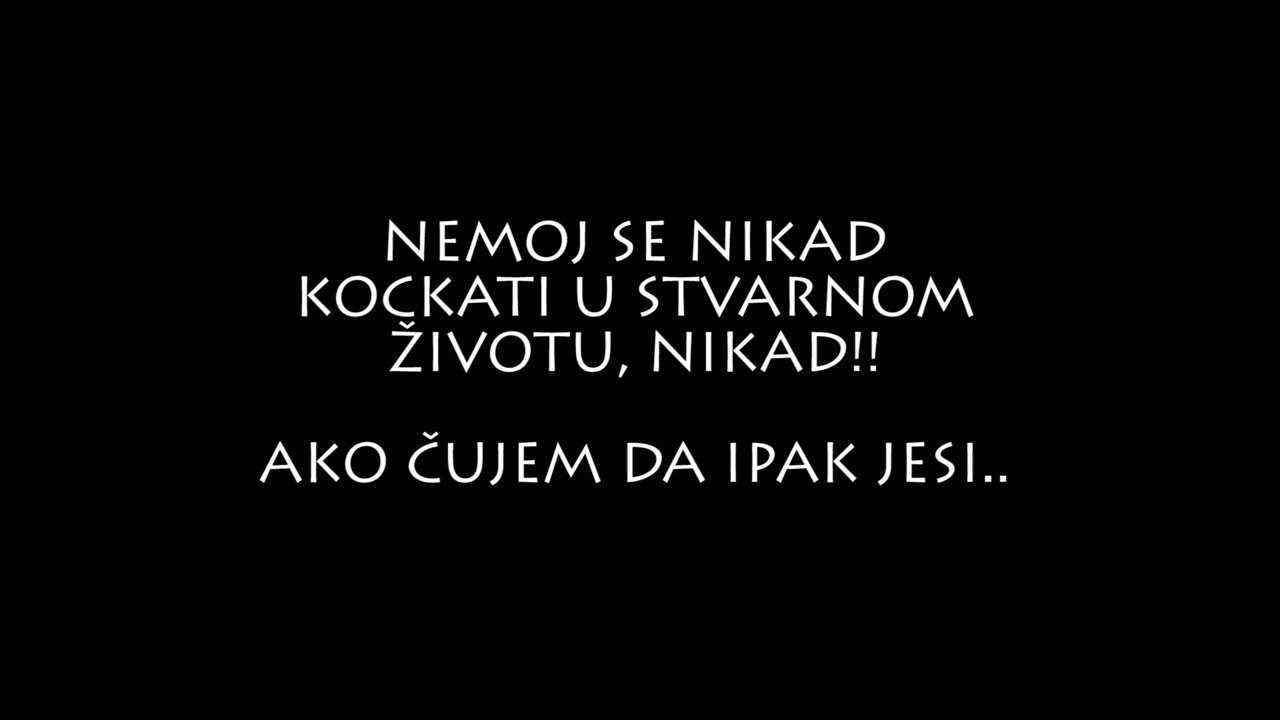 NEMOJ SE NIKAD
KOCKATI U STVARNOM
ŽIVOTU, NIKAD!!
AKO ČUJEM DA IPAK JESI..